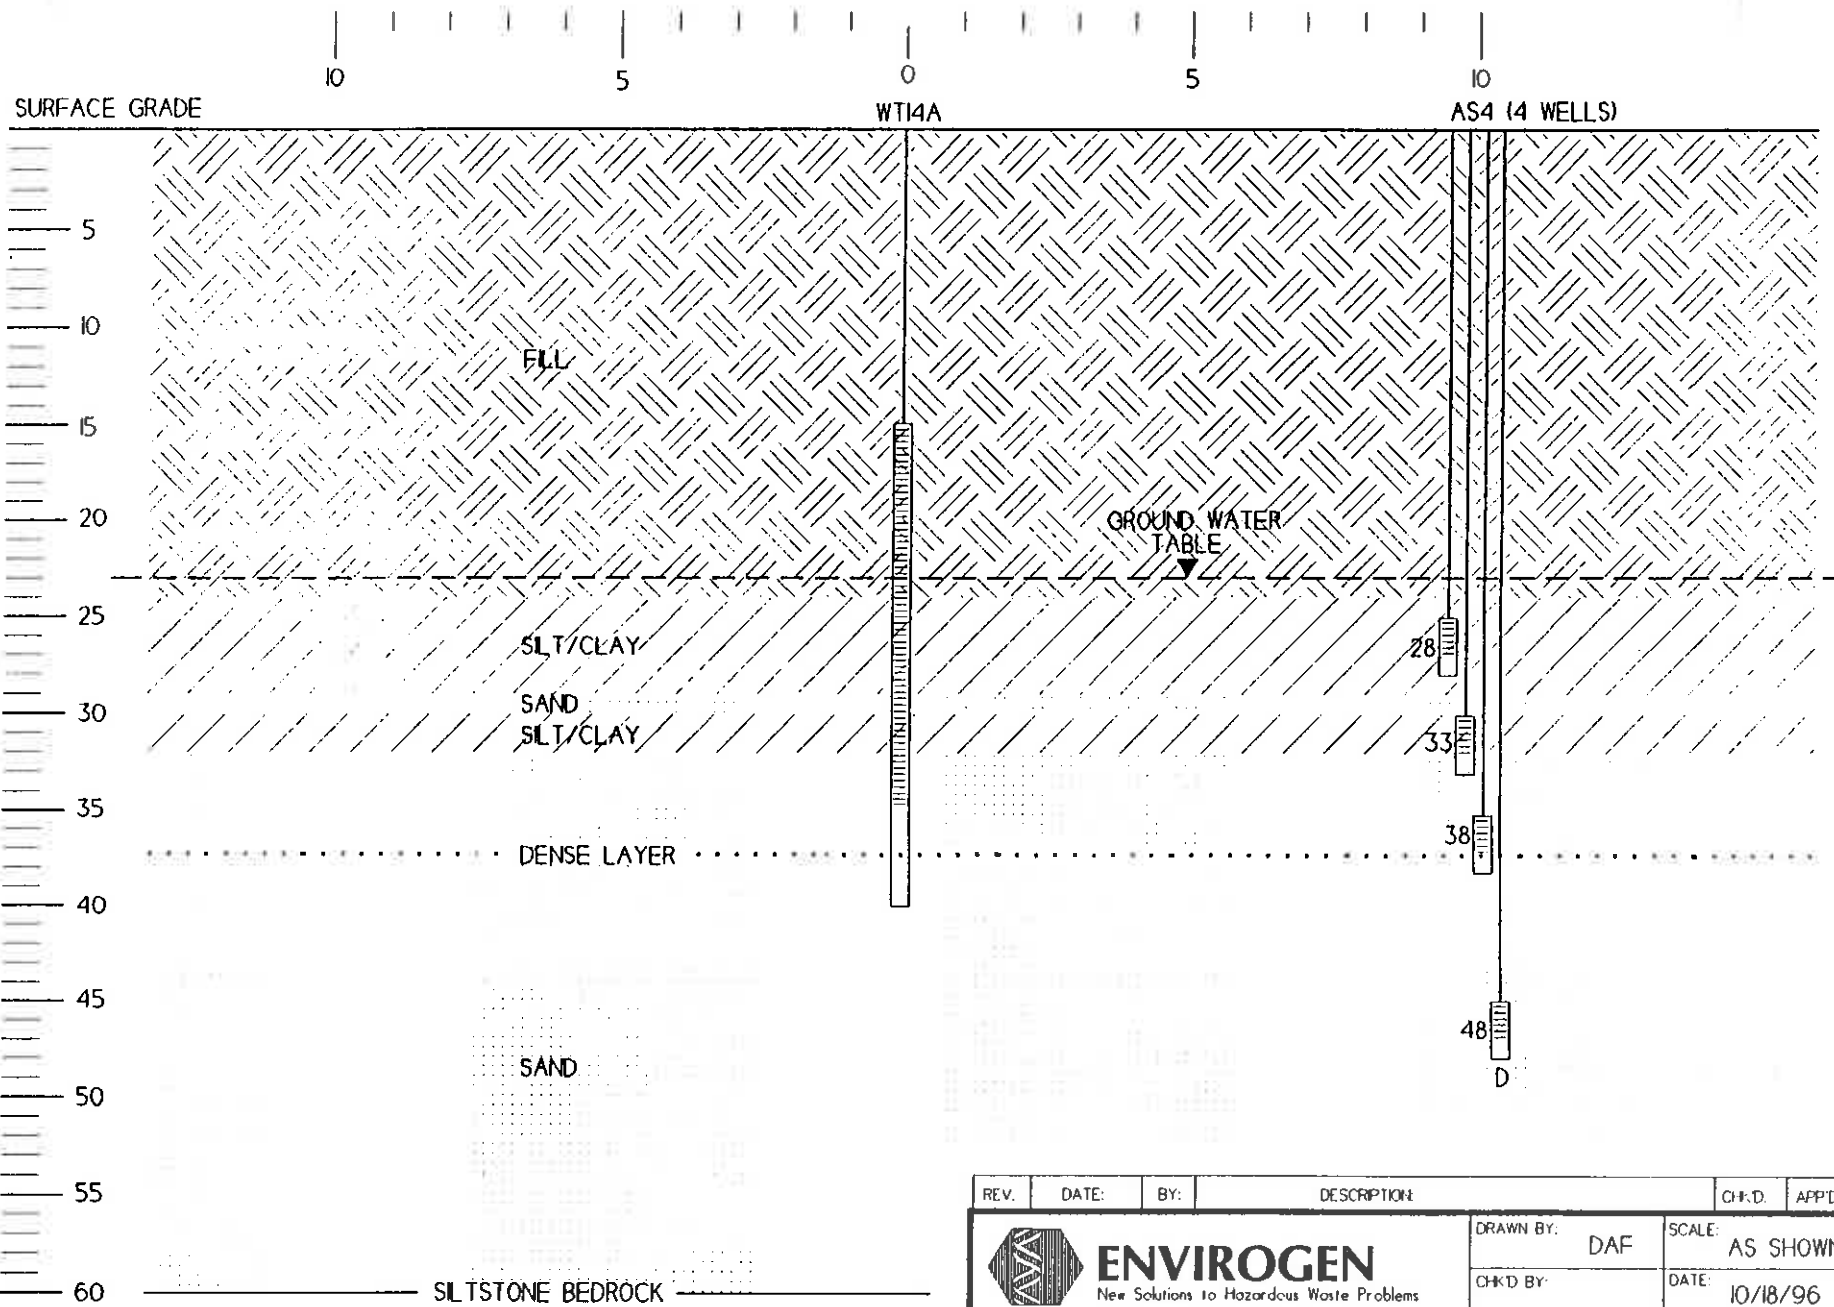 10 5 0 5 10
SURFACE GRADE WT14A AS4 (4 WELLS)
5
10
FILL
15
20
GROUND WATER
TABLE
25
SILT/CLAY
28
30
SAND
SILT/CLAY
33
35
38
DENSE LAYER
40
45
48
SAND
D
50
55
60
SILTSTONE BEDROCK
REV. DATE: BY: DESCRIPTION: CHK'D. APP'D
ENVIROGEN
New Solutions to Hazardous Waste Problems
DRAWN BY: DAF
SCALE: AS SHOWN
CHK'D BY:
DATE: 10/18/96